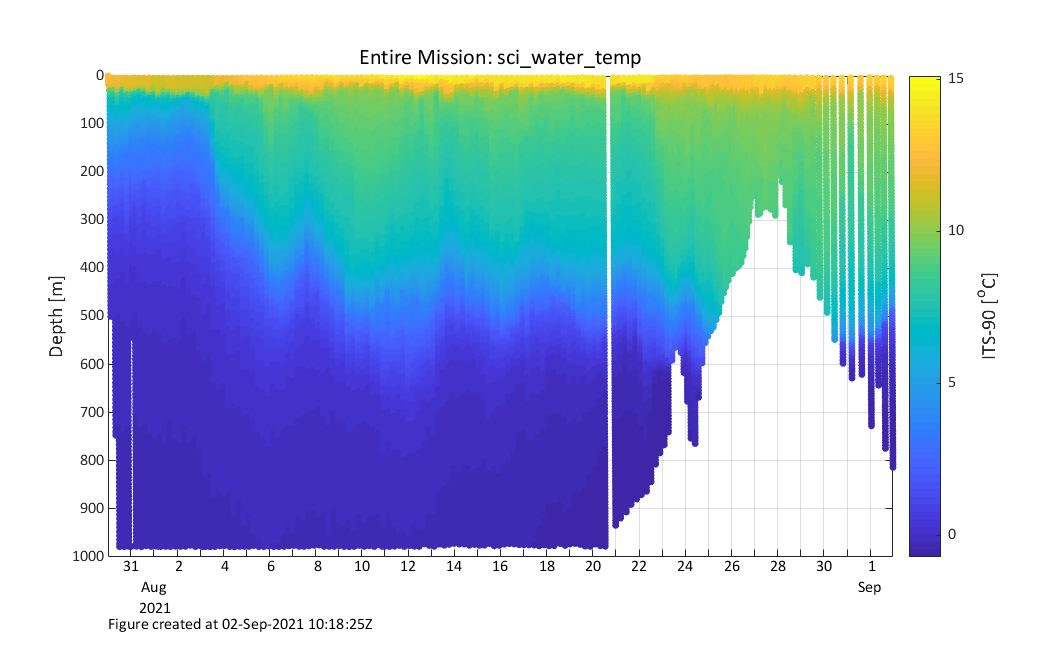 Entire Mission: sci_water_temp
0
100
200
300
400
500
600
700
800
900
1000
Depth [m]
31 2 4 6 8 10 12 14 16 18 20 22 24 26 28 30 1
Aug Sep
2021
15
10
5
0
ITS-90 [°C]
Figure created at 02-Sep-2021 10:18:25Z